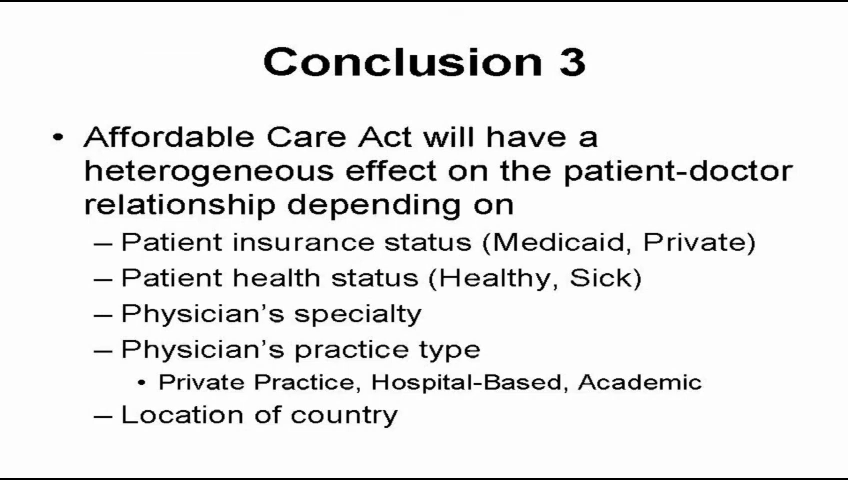 Conclusion 3
• Affordable Care Act will have a
heterogeneous effect on the patient-doctor
relationship depending on
– Patient insurance status (Medicaid, Private)
– Patient health status (Healthy, Sick)
– Physician's specialty
– Physician's practice type
• Private Practice, Hospital-Based, Academic
– Location of country